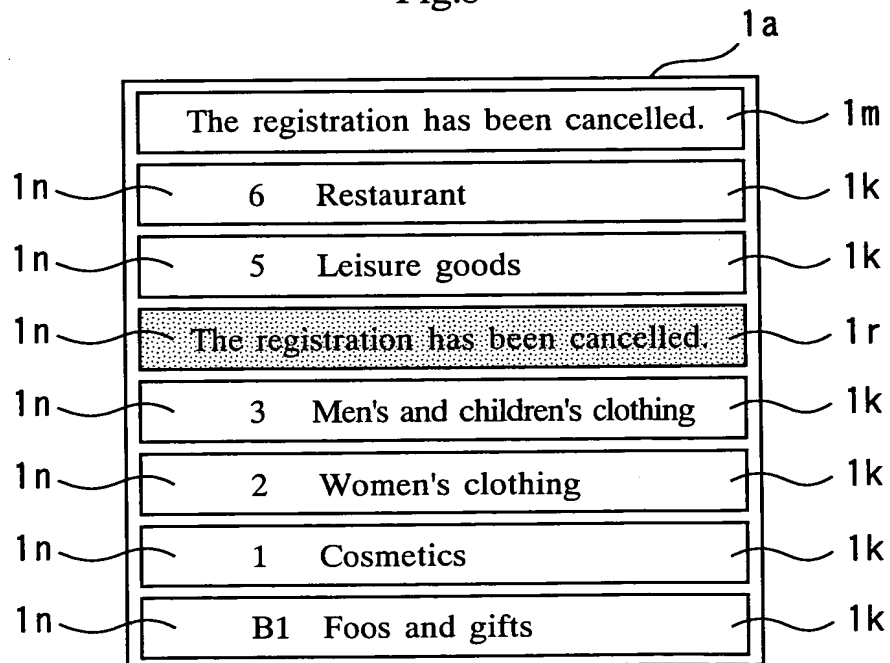 1a
The registration has been cancelled. 1m
1n 6 Restaurant 1k
1n 5 Leisure goods 1k
1n The registration has been cancelled. 1r
1n 3 Men's and children's clothing 1k
1n 2 Women's clothing 1k
1n 1 Cosmetics 1k
1n B1 Foos and gifts 1k